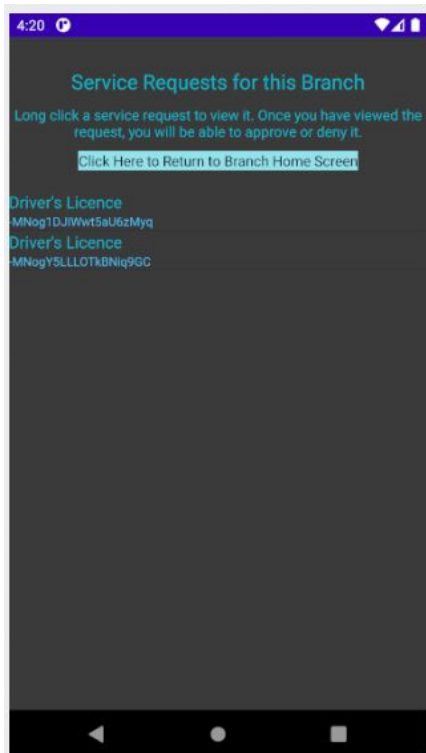 4:20
Service Requests for this Branch
Long click a service request to view it. Once you have viewed the
request, you will be able to approve or deny it.
Click Here to Return to Branch Home Screen
Driver's Licence
-MNog1DJIWwt5aU6zMyq
Driver's Licence
-MNogY5LLLOTkBNiq9GC